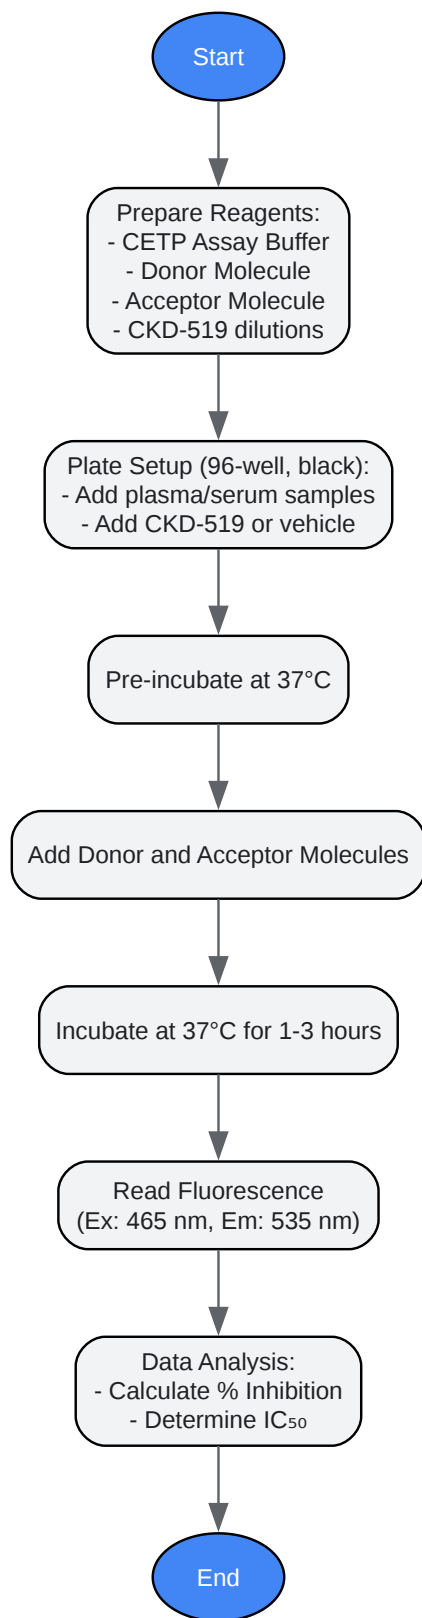 Start
Prepare Reagents:
- CETP Assay Buffer
- Donor Molecule
- Acceptor Molecule
- CKD-519 dilutions
Plate Setup (96-well, black):
- Add plasma/serum samples
- Add CKD-519 or vehicle
Pre-incubate at 37°C
Add Donor and Acceptor Molecules
Incubate at 37°C for 1-3 hours
Read Fluorescence
(Ex: 465 nm, Em: 535 nm)
Data Analysis:
- Calculate % Inhibition
- Determine IC₅₀
End